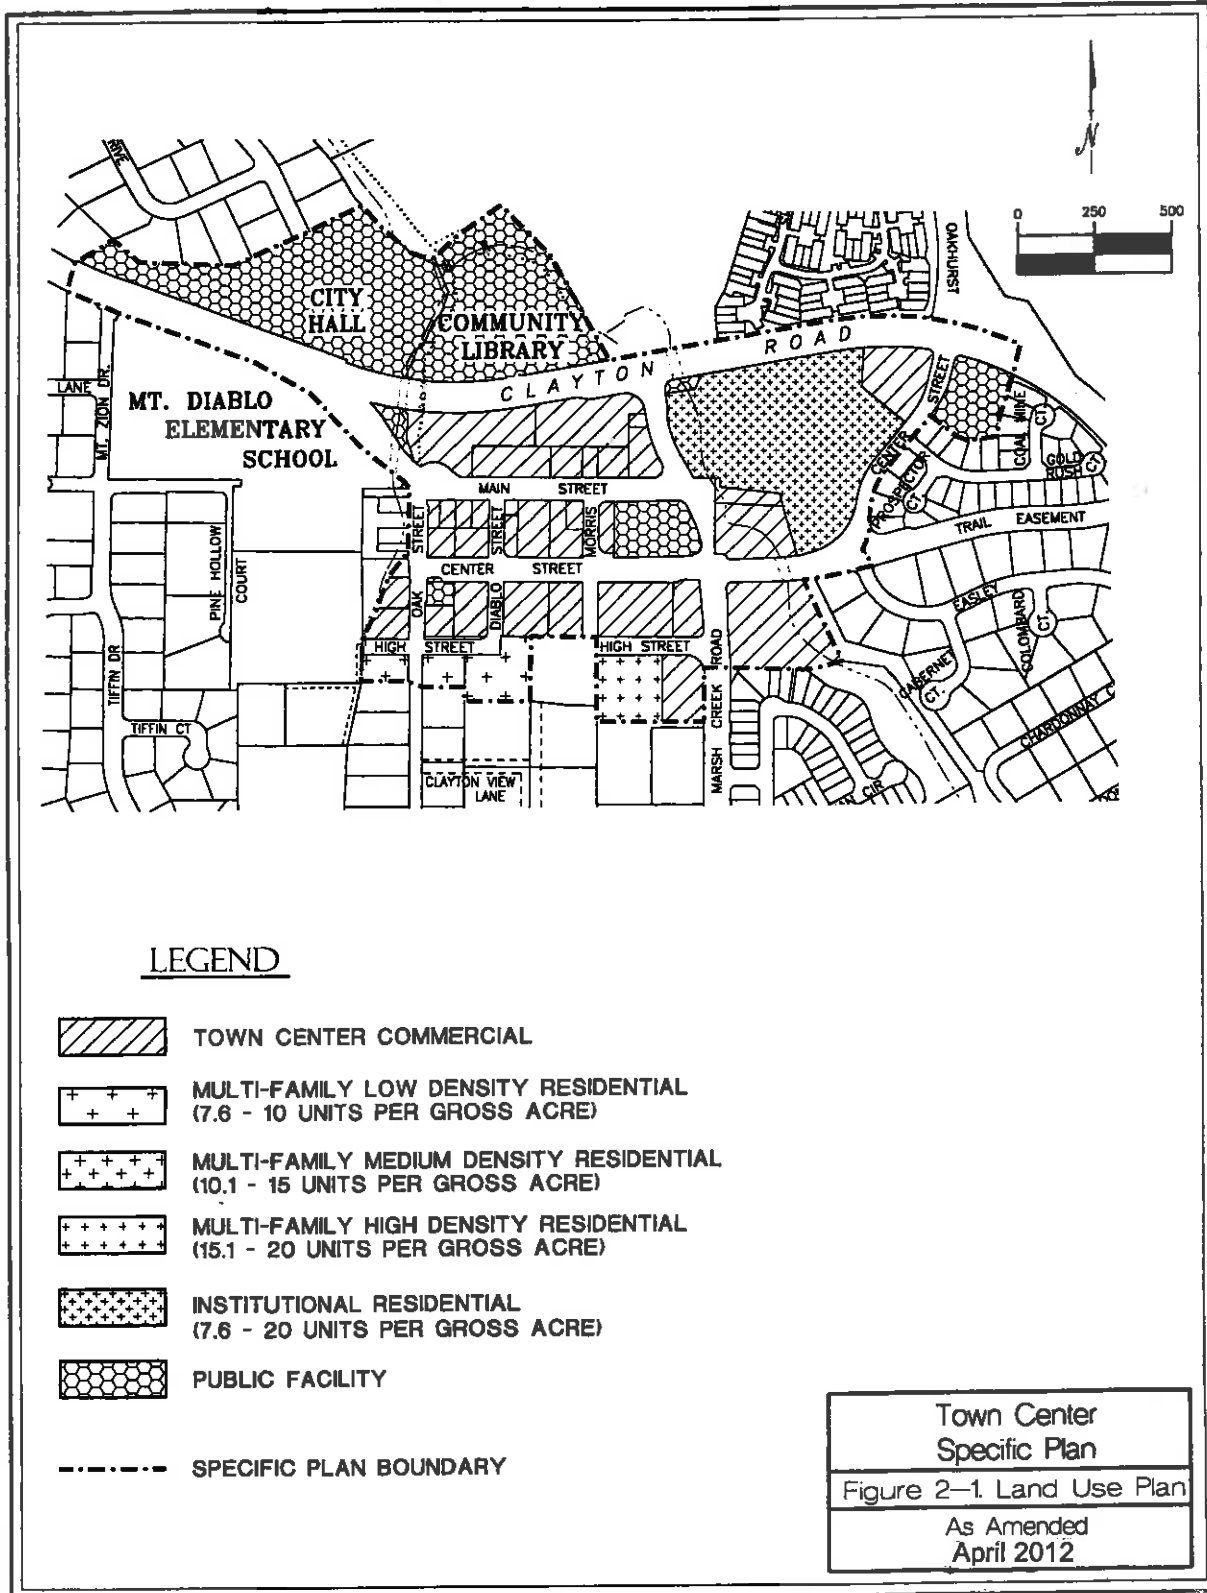 N
0 250 500
RIVE
OAKHURST
CITY
HALL
COMMUNITY
LIBRARY
CLAYTON ROAD
LANE
MT. ZION DR.
MT. DIABLO
ELEMENTARY
SCHOOL
STREET
CENTER
COAL MINE
CT.
GOLD
RUSH CT.
PROSPECTOR
CT.
MAIN STREET
STREET
STREET
MORRIS
TRAIL EASEMENT
PINE HOLLOW
COURT
CENTER STREET
OAK
DIABLO
EASLEY
COLOMBARD
CT.
HIGH STREET
HIGH STREET
ROAD
CREEK
MARSH
CABERNET
CT.
CHARDONNAY C
TIFFIN DR
TIFFIN CT
CLAYTON VIEW
LANE
AN CIR
LEGEND
TOWN CENTER COMMERCIAL
MULTI-FAMILY LOW DENSITY RESIDENTIAL
(7.6 - 10 UNITS PER GROSS ACRE)
MULTI-FAMILY MEDIUM DENSITY RESIDENTIAL
(10.1 - 15 UNITS PER GROSS ACRE)
MULTI-FAMILY HIGH DENSITY RESIDENTIAL
(15.1 - 20 UNITS PER GROSS ACRE)
INSTITUTIONAL RESIDENTIAL
(7.6 - 20 UNITS PER GROSS ACRE)
PUBLIC FACILITY
SPECIFIC PLAN BOUNDARY
Town Center
Specific Plan
Figure 2-1. Land Use Plan
As Amended
April 2012